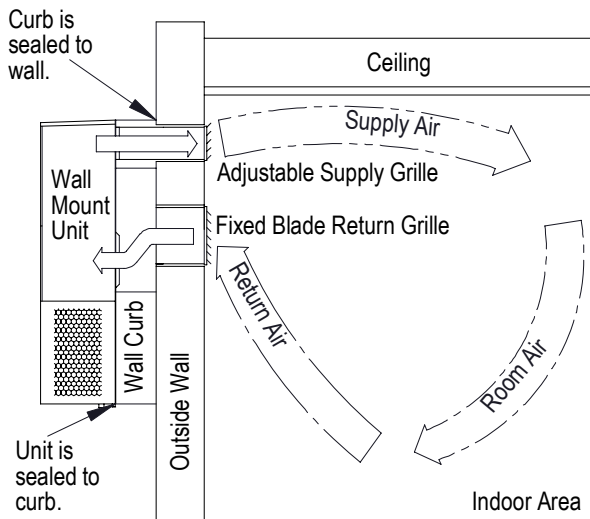 Curb is
sealed to
wall.
Ceiling
Supply Air
Adjustable Supply Grille
Wall
Mount
Unit
Fixed Blade Return Grille
Return Air
Room Air
Wall Curb
Outside Wall
Unit is
sealed to
curb.
Indoor Area